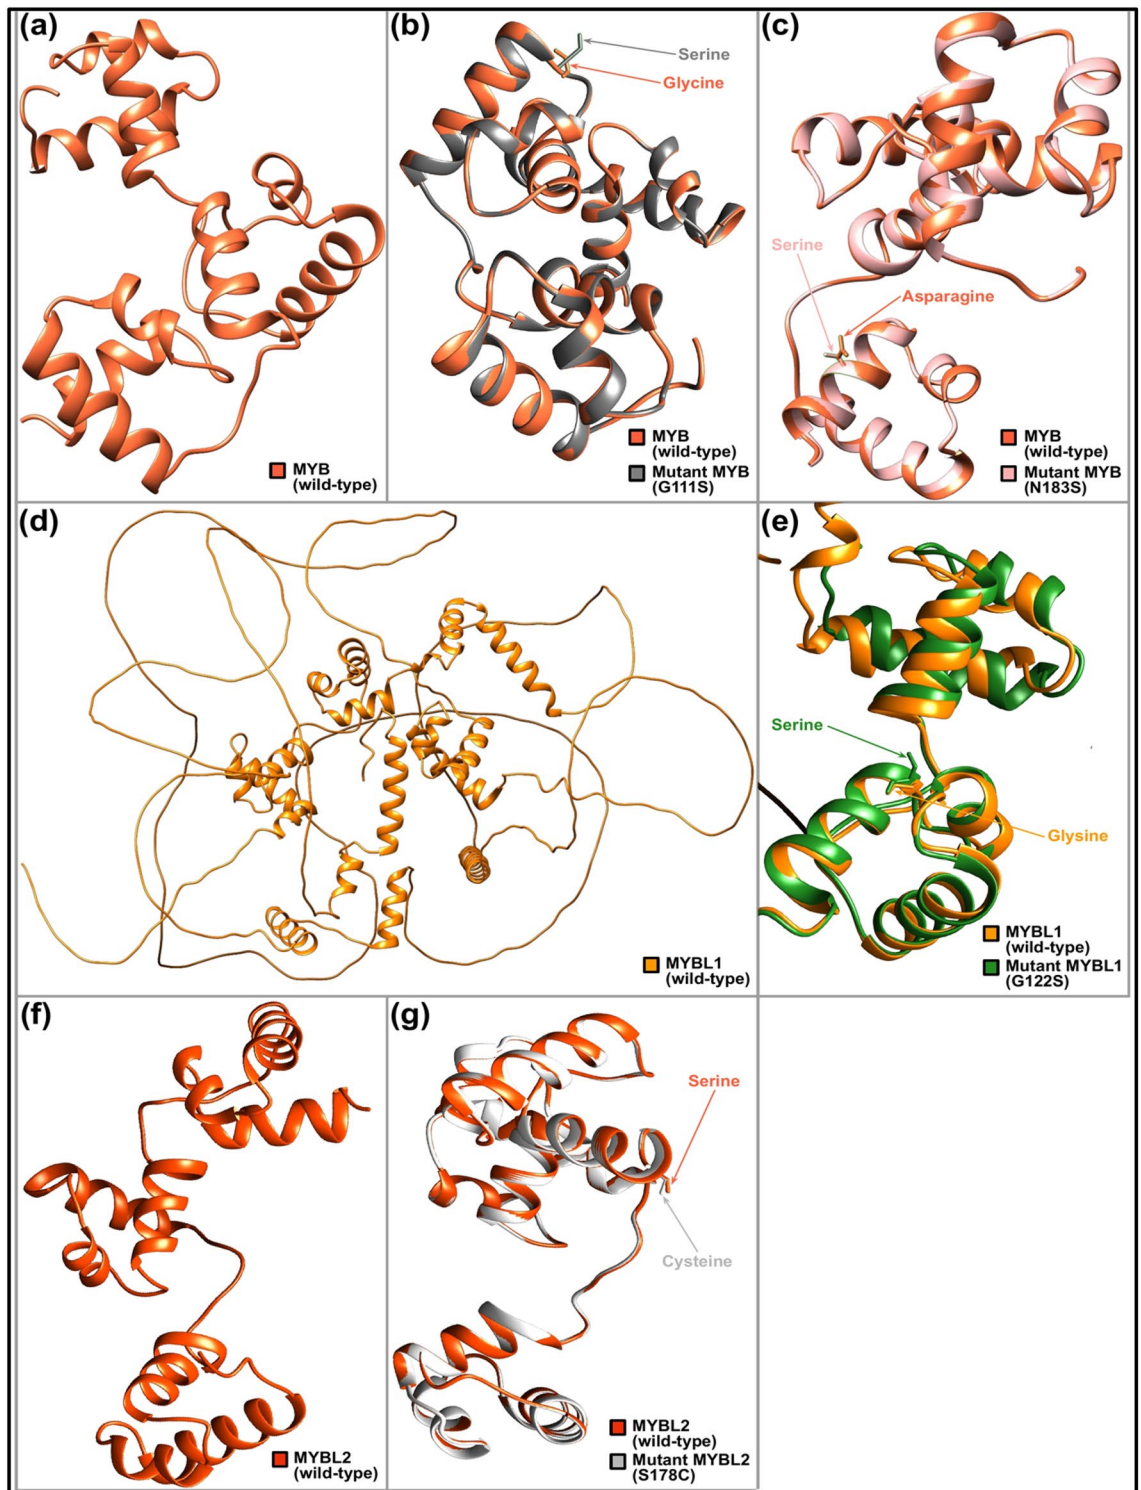 (a)
MYB
(wild-type)
(b)
Serine
Glycine
MYB
(wild-type)
Mutant MYB
(G111S)
(c)
Serine
Asparagine
MYB
(wild-type)
Mutant MYB
(N183S)
(d)
MYBL1
(wild-type)
(e)
Serine
Glysine
MYBL1
(wild-type)
Mutant MYBL1
(G122S)
(f)
MYBL2
(wild-type)
(g)
Serine
Cysteine
MYBL2
(wild-type)
Mutant MYBL2
(S178C)